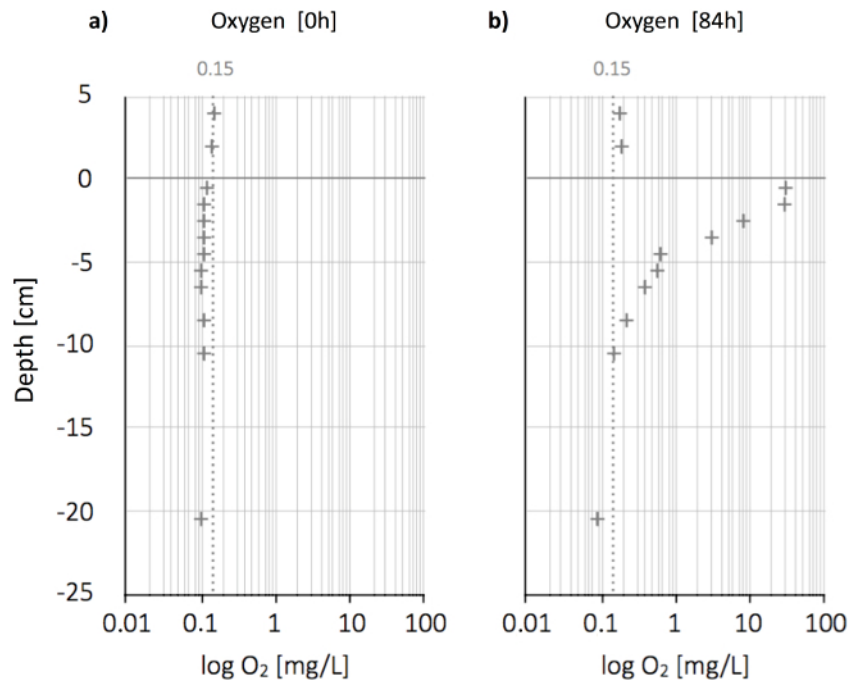 a) Oxygen [0h]
0.15
5
0
-5
-10
-15
-20
-25
Depth [cm]
0.01 0.1 1 10 100
log O₂ [mg/L]
b) Oxygen [84h]
0.15
0.01 0.1 1 10 100
log O₂ [mg/L]